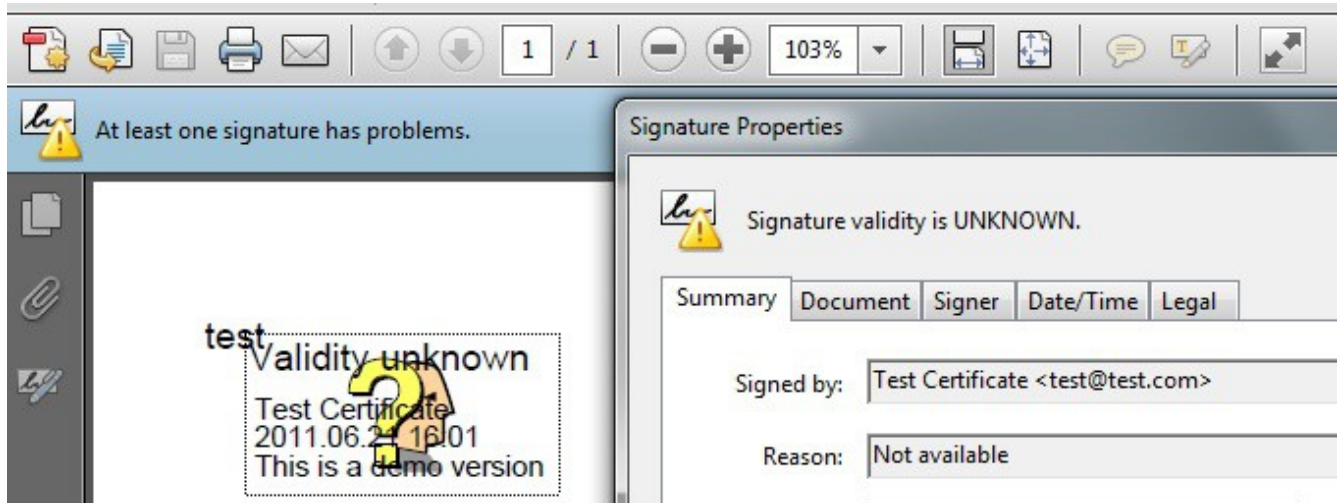 1 / 1
103%
At least one signature has problems.
Signature Properties
Signature validity is UNKNOWN.
Summary Document Signer Date/Time Legal
test
Validity unknown
Test Certificate
2011.06.21 16:01
This is a demo version
Signed by: Test Certificate <test@test.com>
Reason: Not available